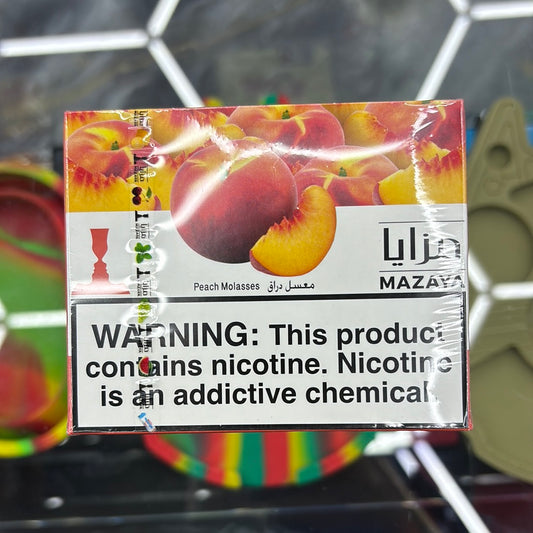 مزايا
MAZAYA
Peach Molasses معسل دراق
WARNING: This product
contains nicotine. Nicotine
is an addictive chemical.